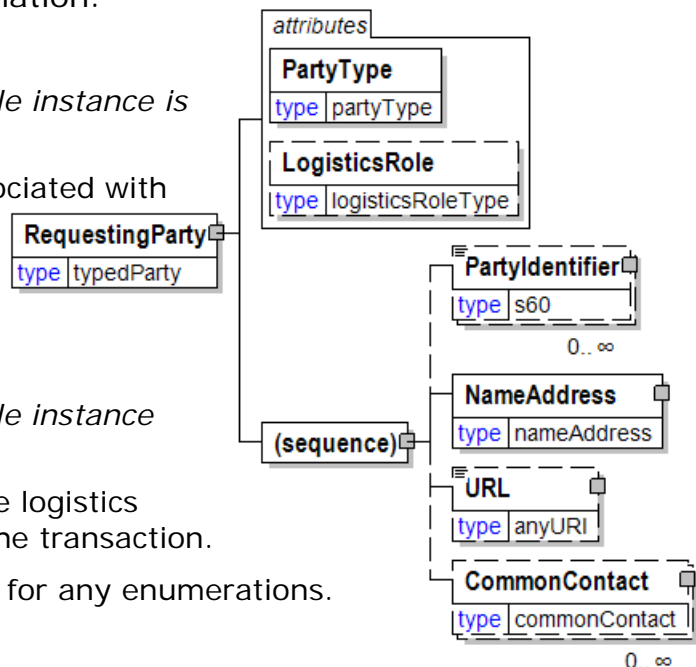 nation.
le instance is
ociated with
le instance
e logistics
he transaction.
for any enumerations.
attributes
PartyType
type partyType
LogisticsRole
type logisticsRoleType
RequestingParty
type typedParty
(sequence)
PartyIdentifier
type s60
0.. ∞
NameAddress
type nameAddress
URL
type anyURI
CommonContact
type commonContact
0.. ∞